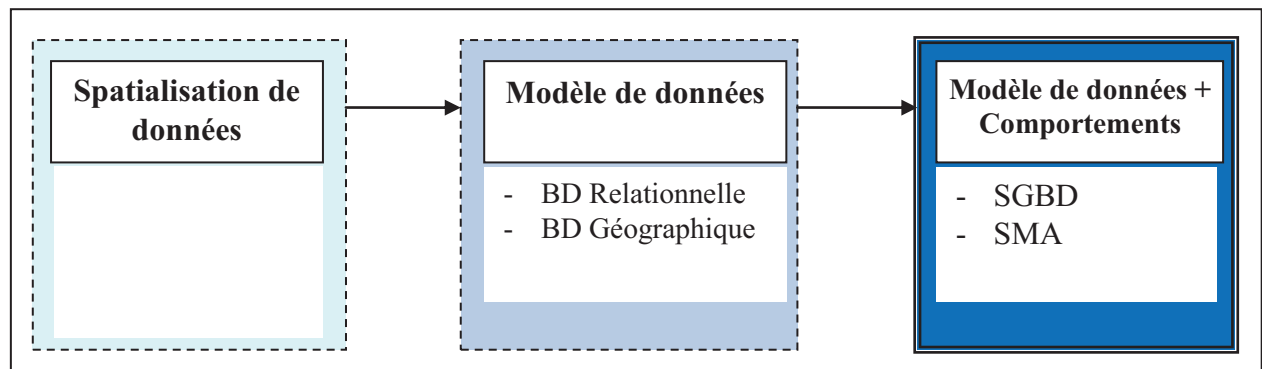 Spatialisation de
données
Modèle de données
- BD Relationnelle
- BD Géographique
Modèle de données +
Comportements
- SGBD
- SMA